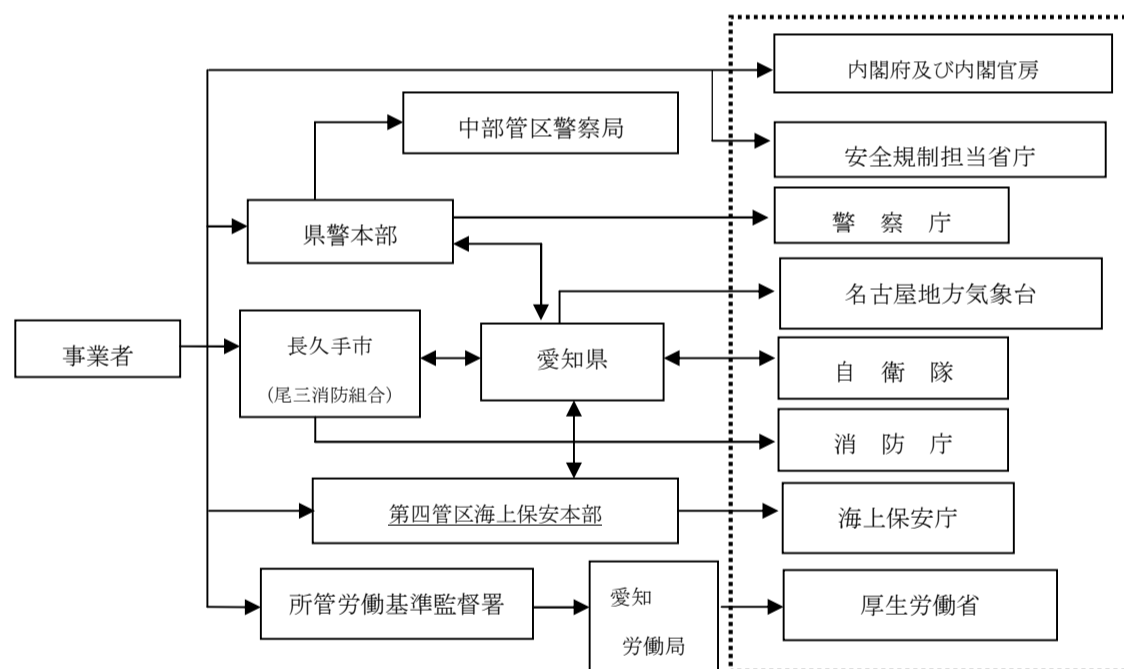 内閣府及び内閣官房
中部管区警察局
安全規制担当省庁
県警本部
警 察 庁
名古屋地方気象台
事業者
長久手市
(尾三消防組合)
愛知県
自 衛 隊
消 防 庁
第四管区海上保安本部
海上保安庁
所管労働基準監督署
愛知
労働局
厚生労働省